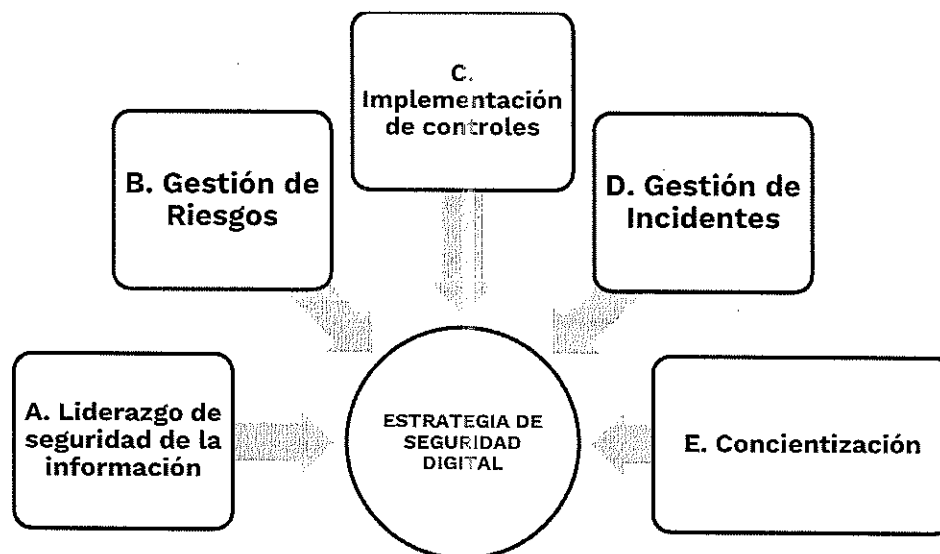 C.
Implementación
de controles
B. Gestión de
Riesgos
D. Gestión de
Incidentes
A. Liderazgo de
seguridad de la
información
ESTRATEGIA DE
SEGURIDAD
DIGITAL
E. Concientización